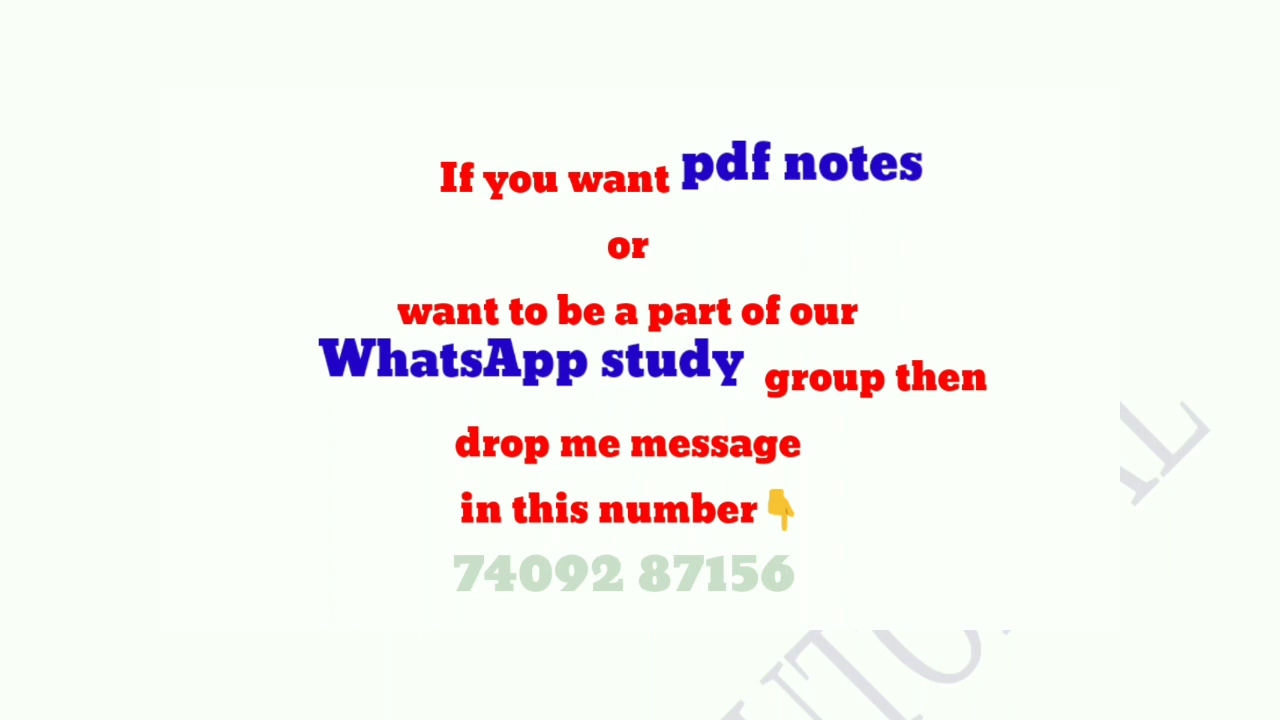 If you want pdf notes
or
want to be a part of our
WhatsApp study group then
drop me message
in this number👇
74092 87156